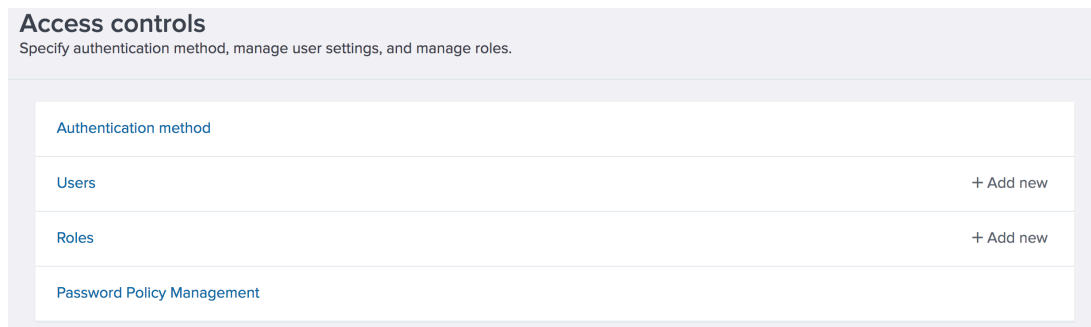 Access controls
Specify authentication method, manage user settings, and manage roles.
Authentication method
Users + Add new
Roles + Add new
Password Policy Management